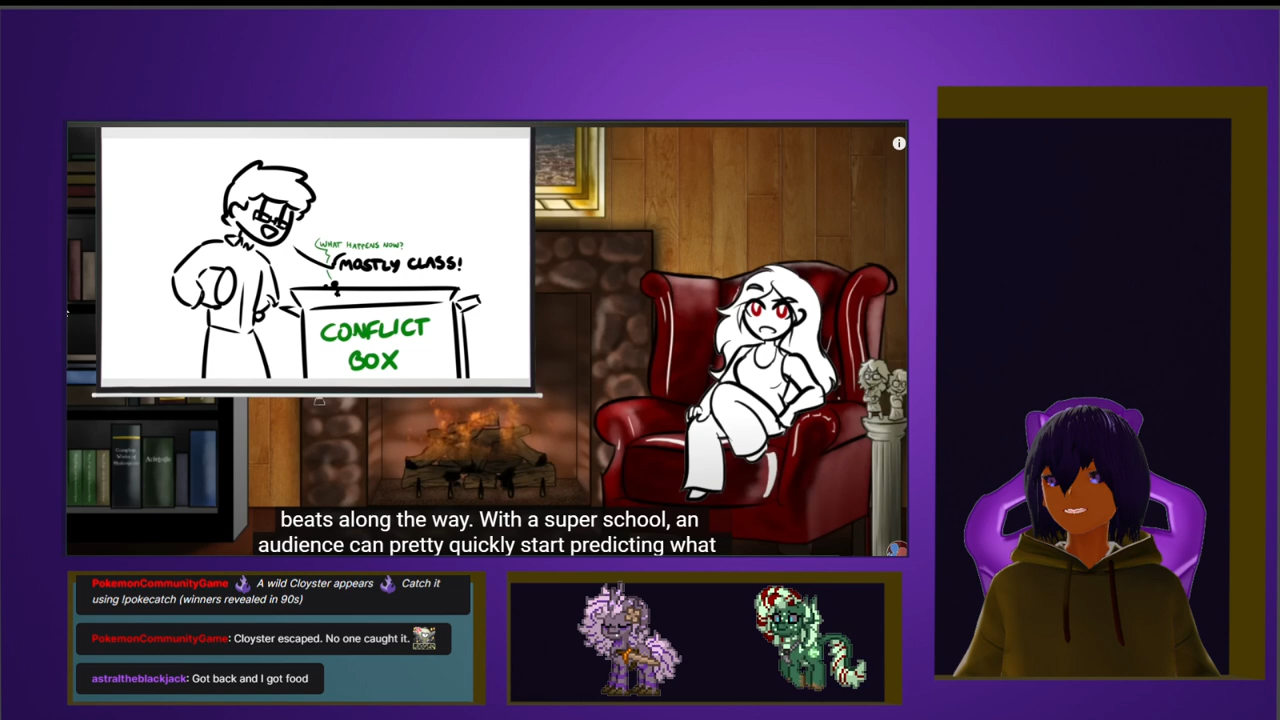 (WHAT HAPPENS NOW?
MOSTLY CLASS!
CONFLICT
BOX
beats along the way. With a super school, an
audience can pretty quickly start predicting what
PokemonCommunityGame A wild Cloyster appears Catch it
using !pokecatch (winners revealed in 90s)
PokemonCommunityGame: Cloyster escaped. No one caught it.
astraltheblackjack: Got back and I got food